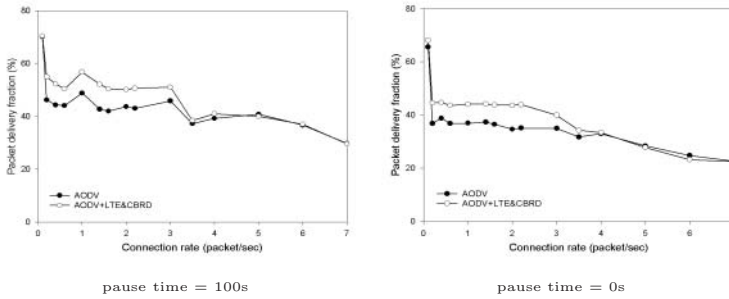 Packet delivery fraction (%)
80
60
40
20
0
AODV
AODV+LTE&CBRD
0 1 2 3 4 5 6 7
Connection rate (packet/sec)
pause time = 100s
Packet delivery fraction (%)
80
60
40
20
0
AODV
AODV+LTE&CBRD
0 1 2 3 4 5 6
Connection rate (packet/sec)
pause time = 0s